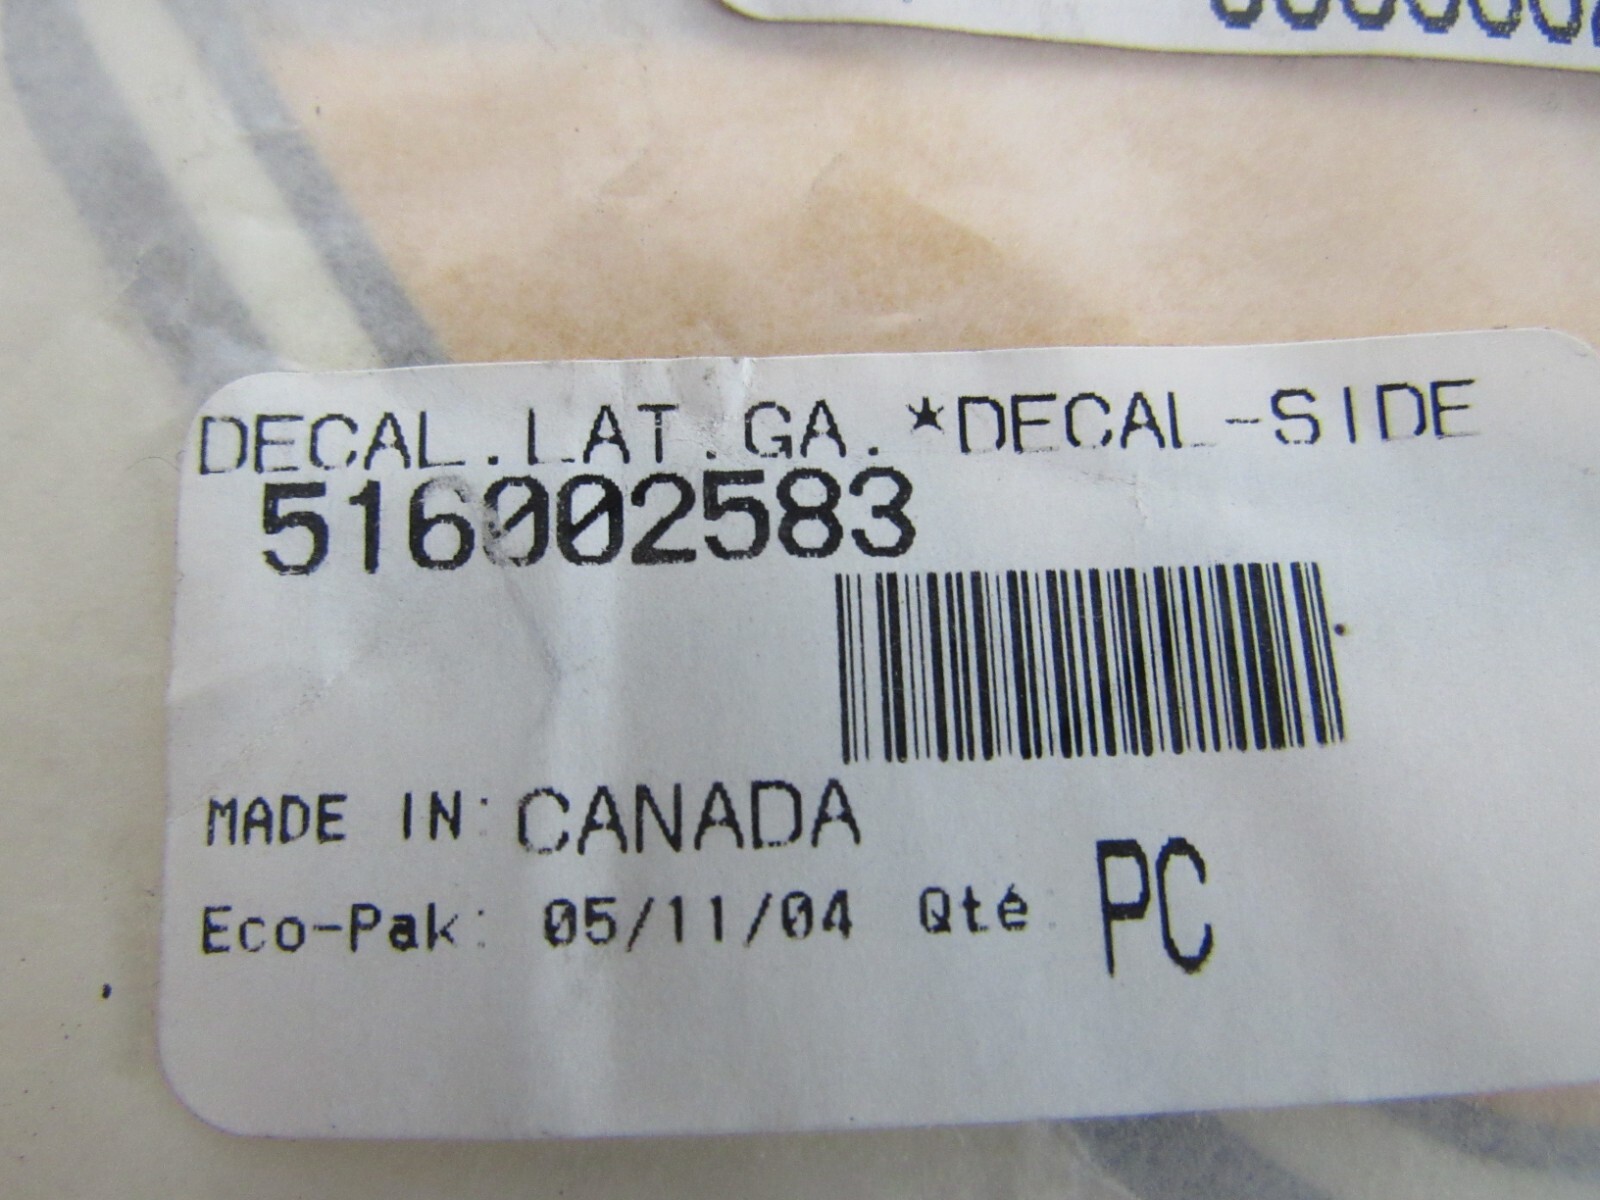 DECAL.LAT.GA.*DECAL-SIDE
516002583
MADE IN: CANADA
Eco-Pak: 05/11/04 Qté PC